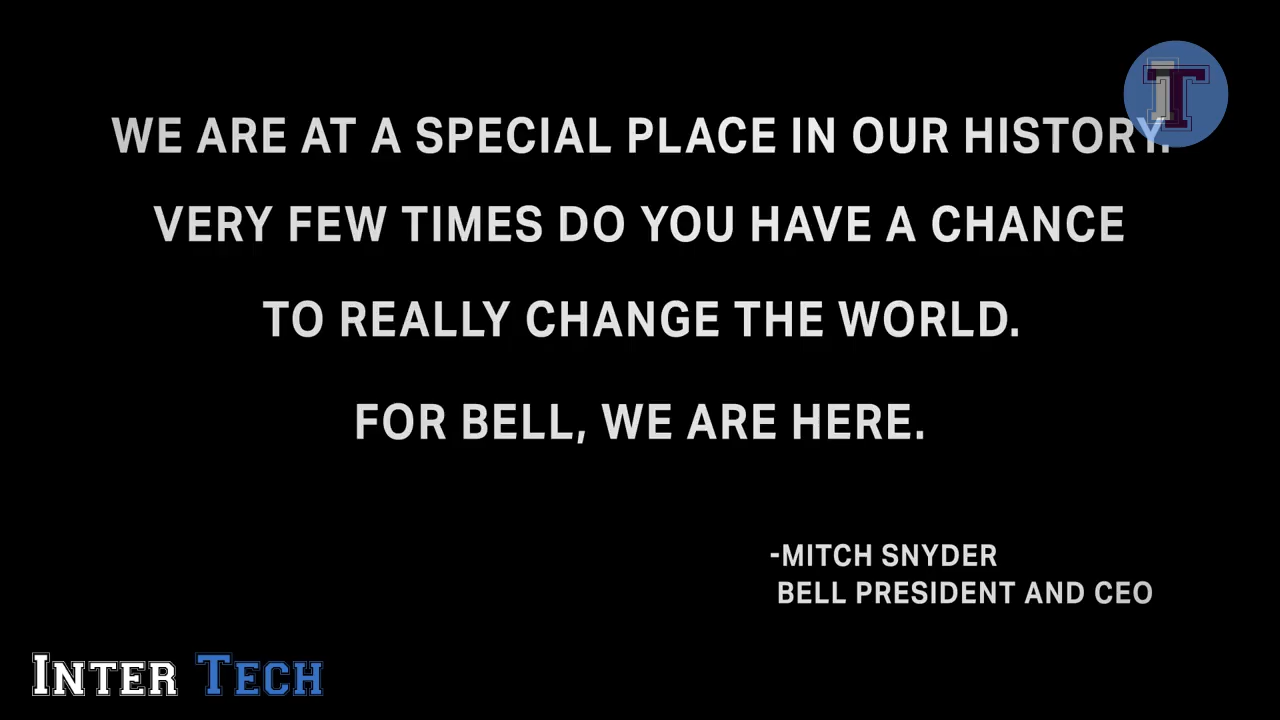 WE ARE AT A SPECIAL PLACE IN OUR HISTORY.
VERY FEW TIMES DO YOU HAVE A CHANCE
TO REALLY CHANGE THE WORLD.
FOR BELL, WE ARE HERE.
-MITCH SNYDER
BELL PRESIDENT AND CEO
IT
INTER TECH